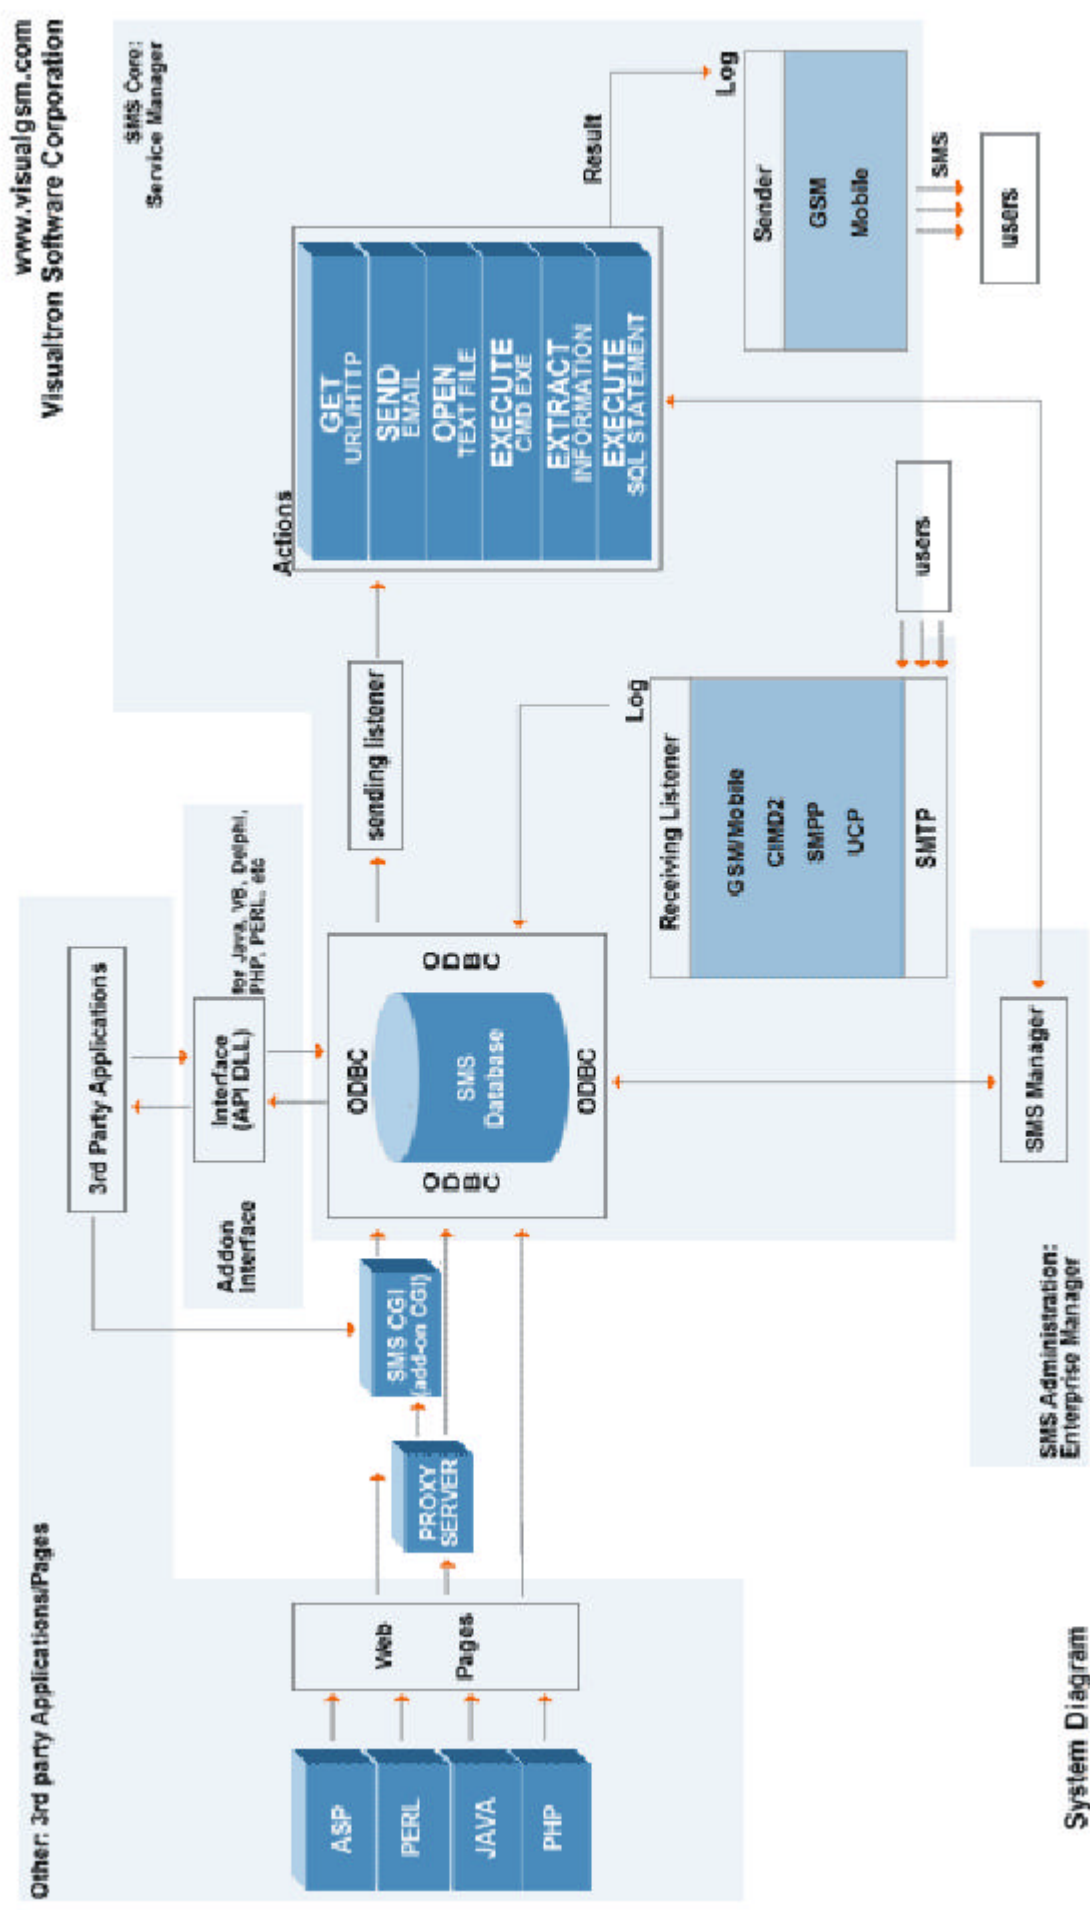 www.visualgsm.com
Visualtron Software Corporation
Other: 3rd party Applications/Pages
SMS Core:
Service Manager
3rd Party Applications
Addon
Interface
Interface
(API DLL)
for Java, VB, Delphi,
PHP, PERL, etc
ASP
PERL
JAVA
PHP
Web
Pages
PROXY
SERVER
SMS CGI
(add-on CGI)
ODBC
ODBC
SMS
Database
ODBC
ODBC
sending listener
Actions
GET
URL/HTTP
SEND
EMAIL
OPEN
TEXT FILE
EXECUTE
CMD EXE
EXTRACT
INFORMATION
EXECUTE
SQL STATEMENT
Result
Log
Sender
GSM
Mobile
SMS
users
Log
Receiving Listener
GSM/Mobile
CIMD2
SMPP
UCP
SMTP
users
SMS Manager
SMS Administration:
Enterprise Manager
System Diagram